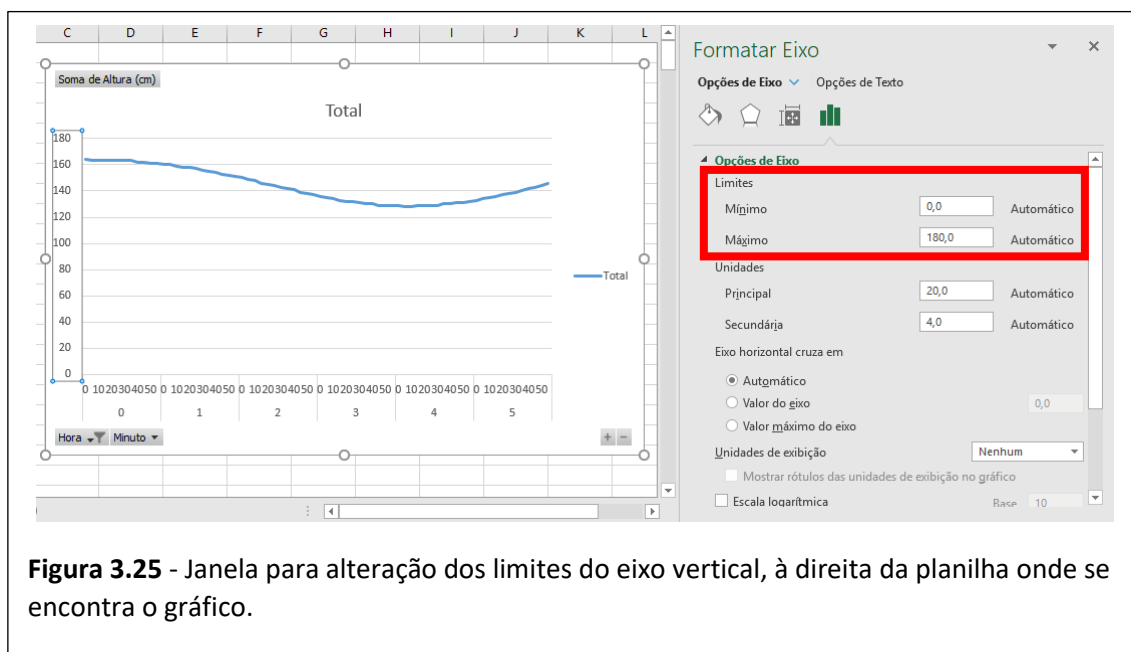 C D E F G H I J K L
Soma de Altura (cm)
Total
180
160
140
120
100
80
60
40
20
0
Total
0 1020304050 0 1020304050 0 1020304050 0 1020304050 0 1020304050 0 1020304050
0 1 2 3 4 5
Hora Minuto + −
Formatar Eixo
Opções de Eixo Opções de Texto
Opções de Eixo
Limites
Mínimo 0,0 Automático
Máximo 180,0 Automático
Unidades
Principal 20,0 Automático
Secundária 4,0 Automático
Eixo horizontal cruza em
Automático
Valor do eixo 0,0
Valor máximo do eixo
Unidades de exibição Nenhum
Mostrar rótulos das unidades de exibição no gráfico
Escala logarítmica Base 10
Figura 3.25 - Janela para alteração dos limites do eixo vertical, à direita da planilha onde se
encontra o gráfico.